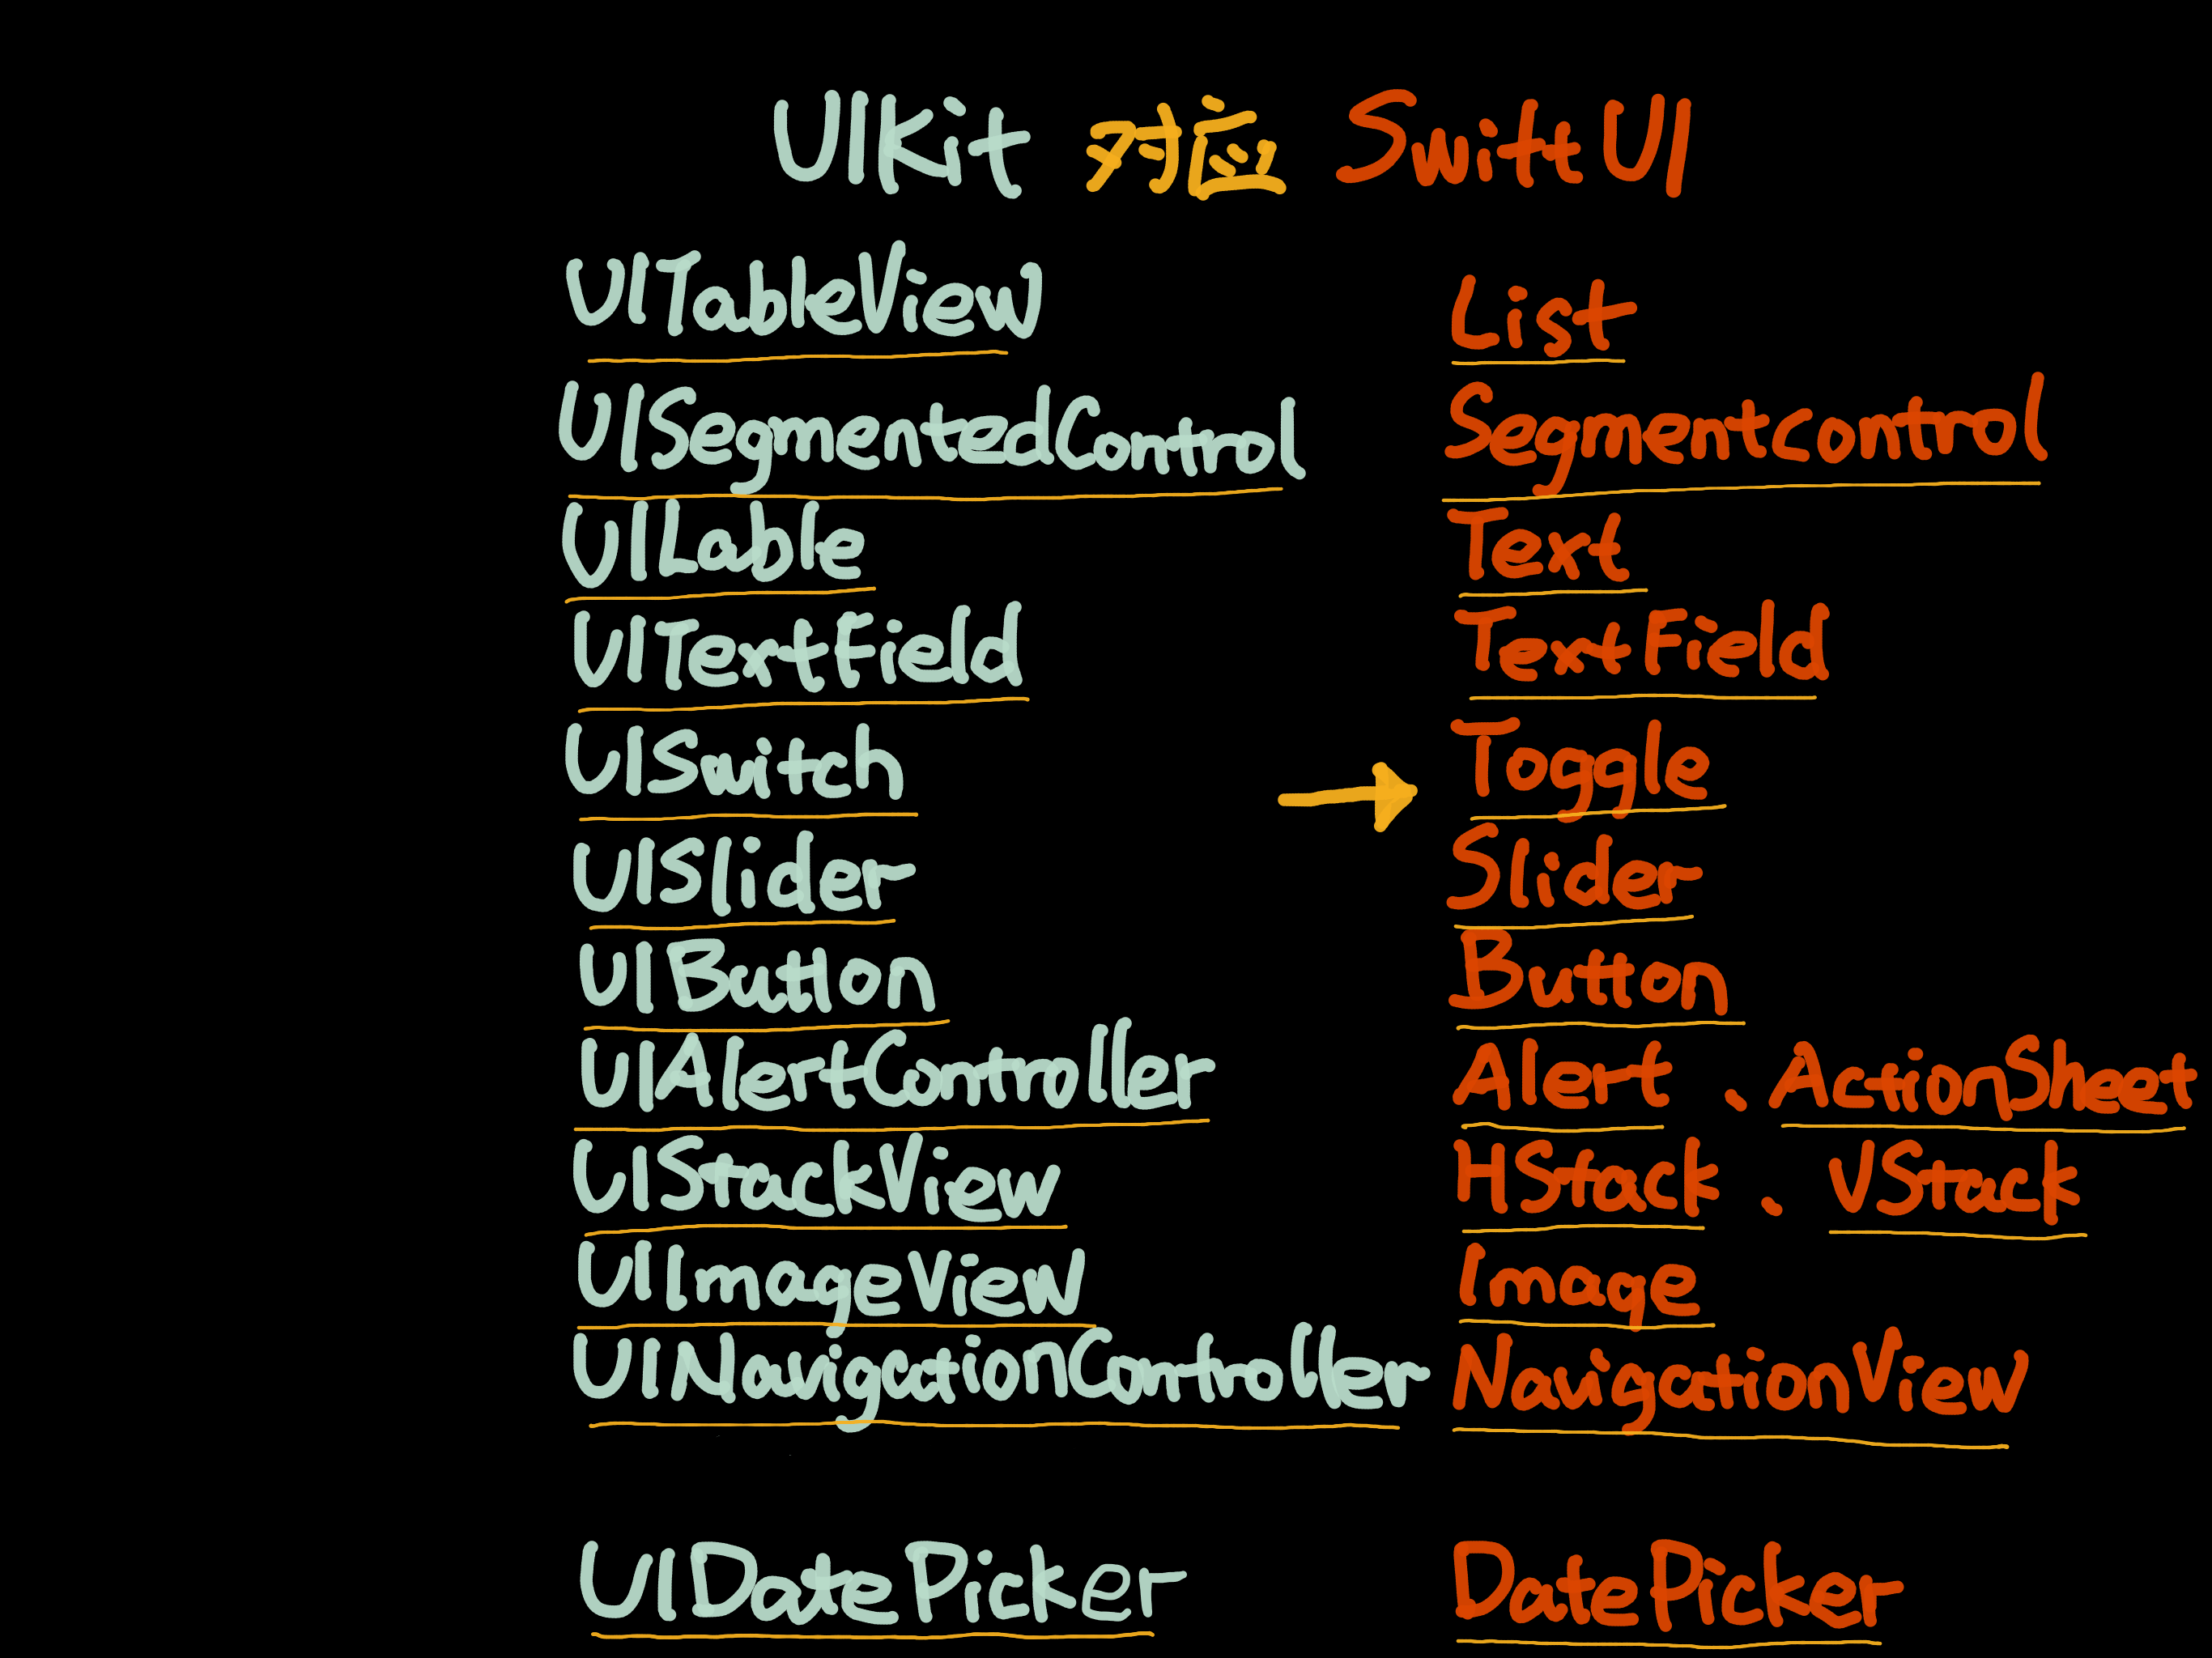 UIKit 对应 SwiftUI
UITableView List
UISegmentedControl SegmentControl
UILable Text
UITextField TextField
UISwitch → Toggle
UISlider Slider
UIButton Button
UIAlertController Alert 、ActionSheet
UIStackView HStack 、VStack
UIImageView Image
UINavigationController NavigationView
UIDatePicker DatePicker